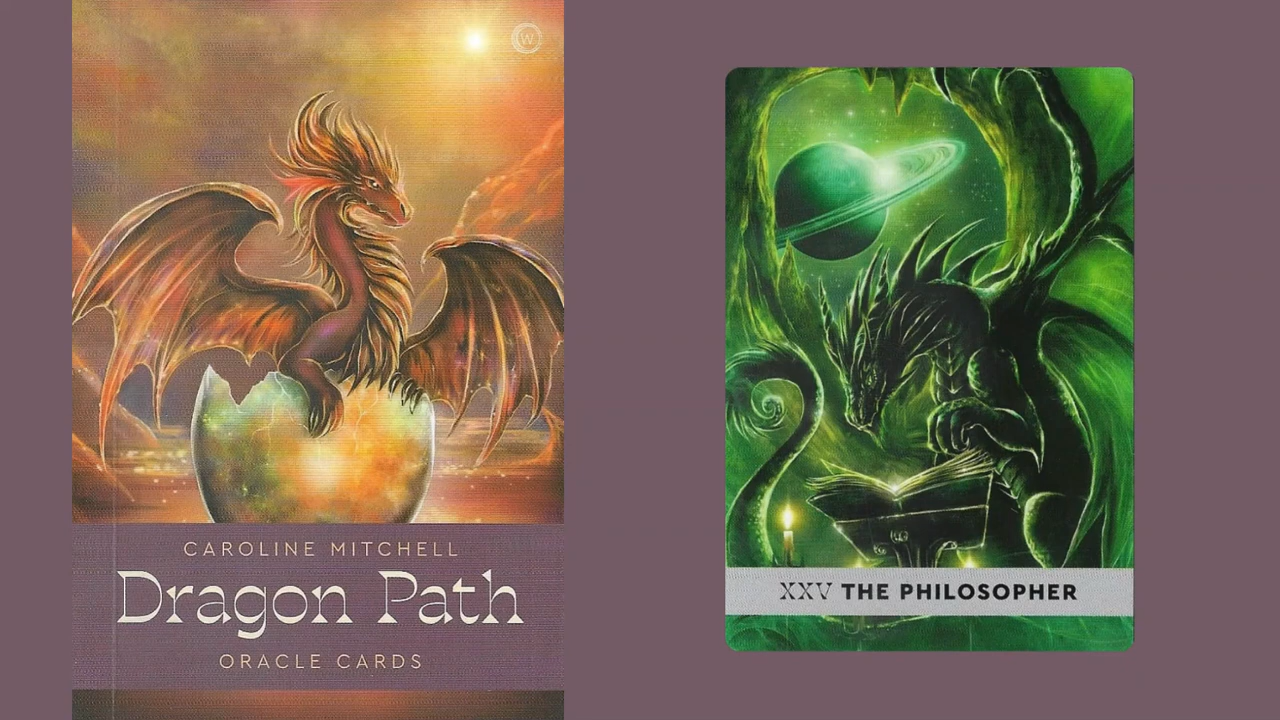 W
CAROLINE MITCHELL
Dragon Path
ORACLE CARDS
XXV THE PHILOSOPHER